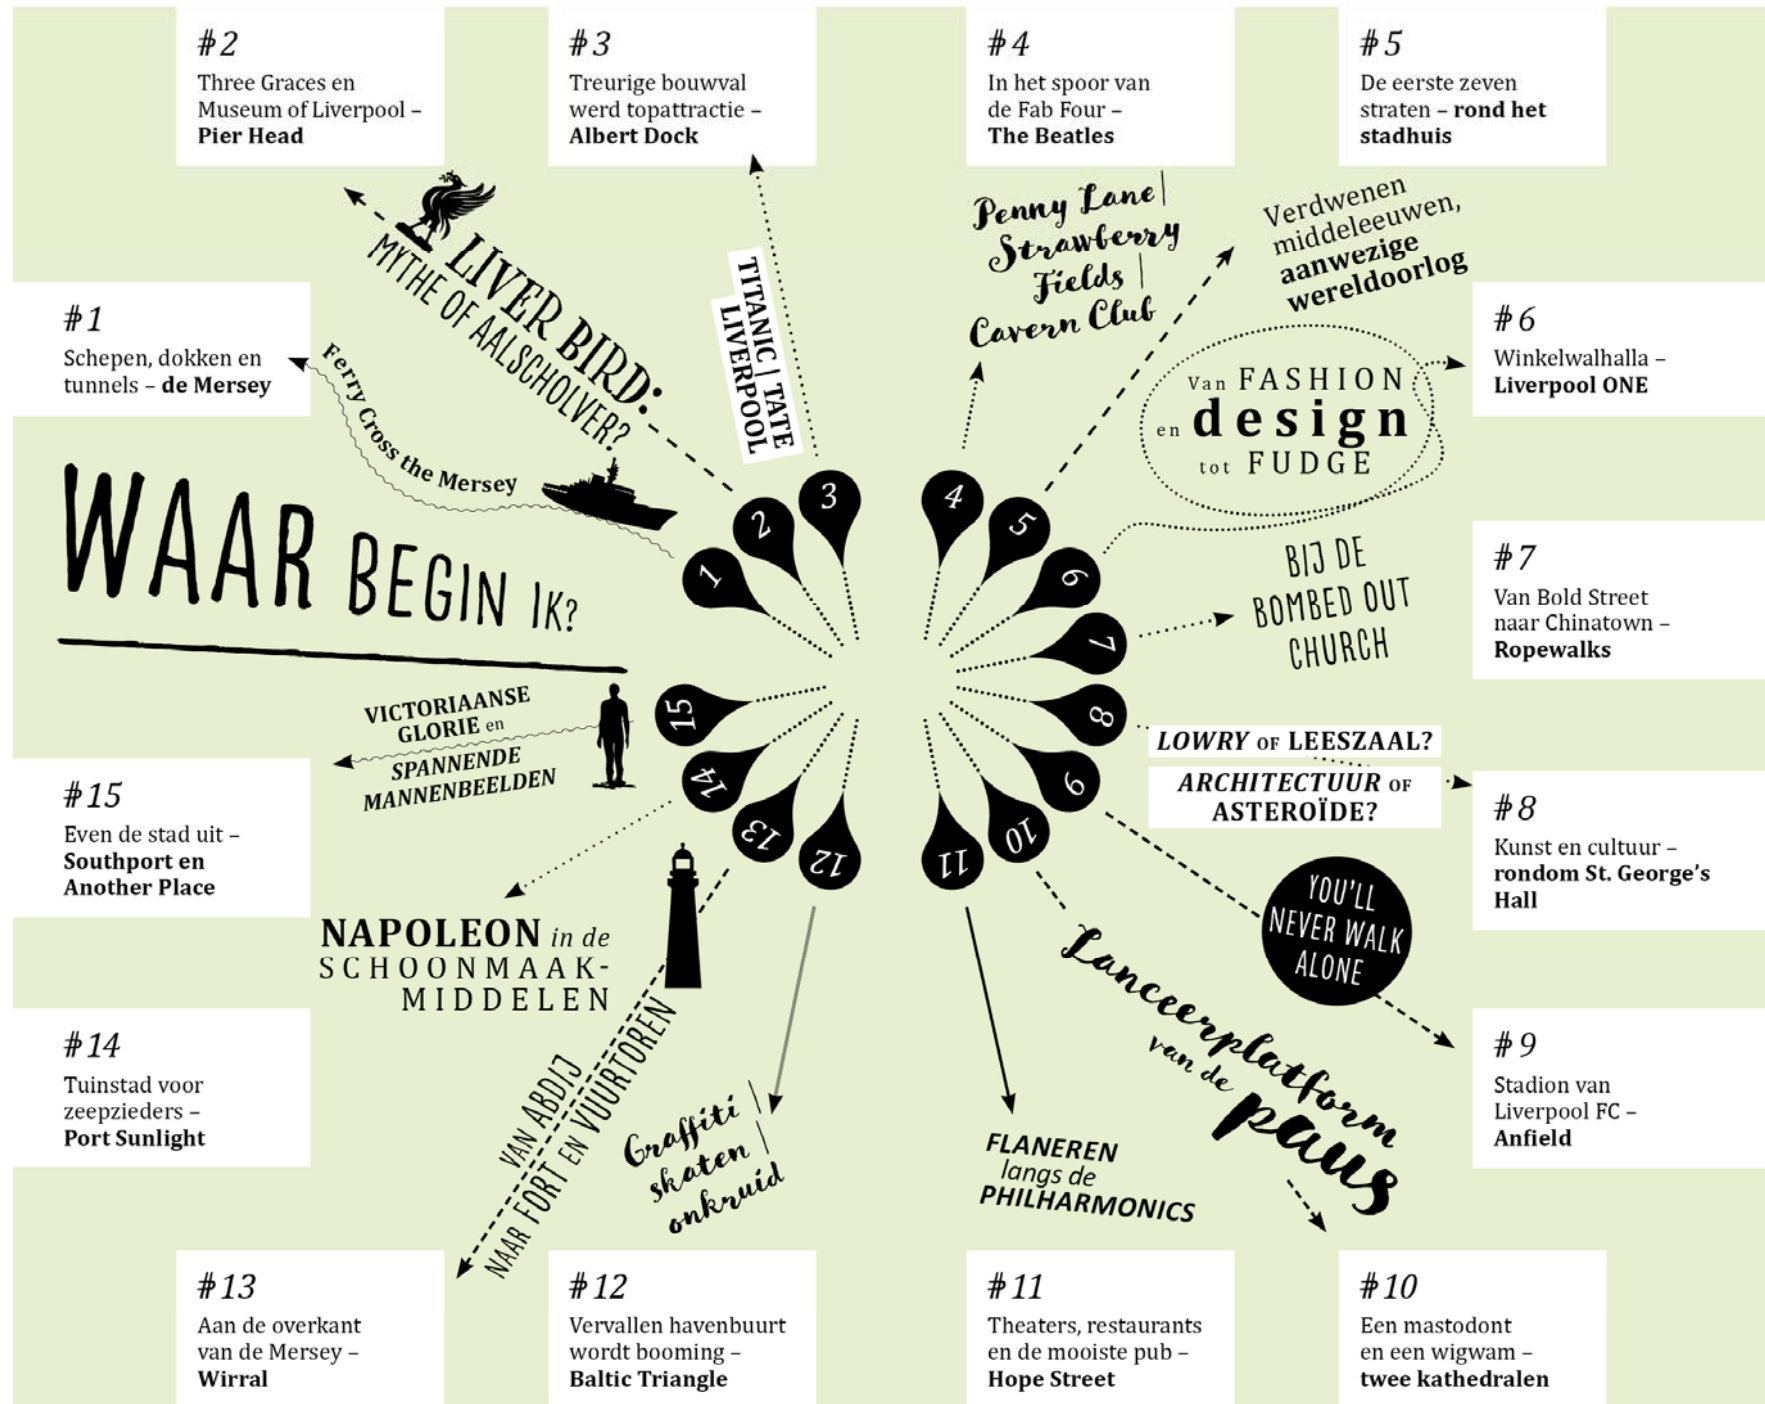 #2
Three Graces en
Museum of Liverpool –
Pier Head
#3
Treurige bouwval
werd topattractie –
Albert Dock
#4
In het spoor van
de Fab Four –
The Beatles
#5
De eerste zeven
straten – rond het
stadhuis
#1
Schepen, dokken en
tunnels – de Mersey
Ferry Cross the Mersey
LIVER BIRD:
MYTHE OF AALSCHOLVER?
TITANIC | TATE
LIVERPOOL
Penny Lane |
Strawberry
Fields |
Cavern Club
Verdwenen
middeleeuwen,
aanwezige
wereldoorlog
Van FASHION
en design
tot FUDGE
#6
Winkelwalhalla –
Liverpool ONE
WAAR BEGIN IK?
1
2
3
4
5
6
7
8
9
10
11
12
13
14
15
BIJ DE
BOMBED OUT
CHURCH
#7
Van Bold Street
naar Chinatown –
Ropewalks
VICTORIAANSE
GLORIE en
SPANNENDE
MANNENBEELDEN
LOWRY OF LEESZAAL?
ARCHITECTUUR OF
ASTEROÏDE?
#15
Even de stad uit –
Southport en
Another Place
#8
Kunst en cultuur –
rondom St. George's
Hall
NAPOLEON in de
SCHOONMAAK-
MIDDELEN
YOU'LL
NEVER WALK
ALONE
Lanceerplatform
van de
paus
#14
Tuinstad voor
zeepzieders –
Port Sunlight
VAN ABDIJ
NAAR FORT EN VUURTOREN
Graffiti |
skaten |
onkruid
FLANEREN
langs de
PHILHARMONICS
#9
Stadion van
Liverpool FC –
Anfield
#13
Aan de overkant
van de Mersey –
Wirral
#12
Vervallen havenbuurt
wordt booming –
Baltic Triangle
#11
Theaters, restaurants
en de mooiste pub –
Hope Street
#10
Een mastodont
en een wigwam –
twee kathedralen